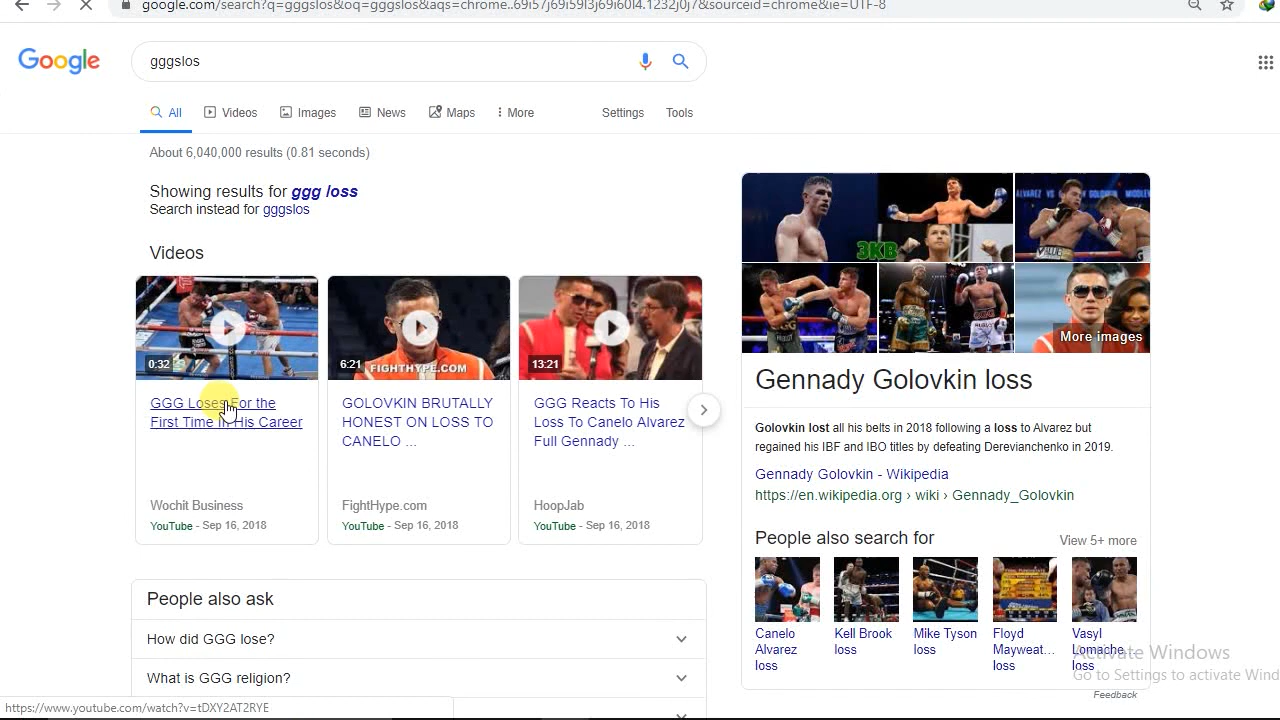 google.com/search?q=gggslos&oq=gggslos&aqs=chrome..69i57j69i59l3j69i60l4.1232j0j7&sourceid=chrome&ie=UTF-8
Google
gggslos
All
Videos
Images
News
Maps
More
Settings
Tools
About 6,040,000 results (0.81 seconds)
Showing results for ggg loss
Search instead for gggslos
Videos
0:32
GGG Loses For the
First Time In His Career
Wochit Business
YouTube - Sep 16, 2018
6:21
FIGHTHYPE.COM
GOLOVKIN BRUTALLY
HONEST ON LOSS TO
CANELO ...
FightHype.com
YouTube - Sep 16, 2018
13:21
GGG Reacts To His
Loss To Canelo Alvarez
Full Gennady ...
HoopJab
YouTube - Sep 16, 2018
People also ask
How did GGG lose?
What is GGG religion?
3KB
More images
Gennady Golovkin loss
Golovkin lost all his belts in 2018 following a loss to Alvarez but
regained his IBF and IBO titles by defeating Derevianchenko in 2019.
Gennady Golovkin - Wikipedia
https://en.wikipedia.org › wiki › Gennady_Golovkin
People also search for
View 5+ more
Canelo
Alvarez
loss
Kell Brook
loss
Mike Tyson
loss
Floyd
Mayweat...
loss
Vasyl
Lomache...
loss
Activate Windows
Go to Settings to activate Wind
Feedback
https://www.youtube.com/watch?v=tDXY2AT2RYE